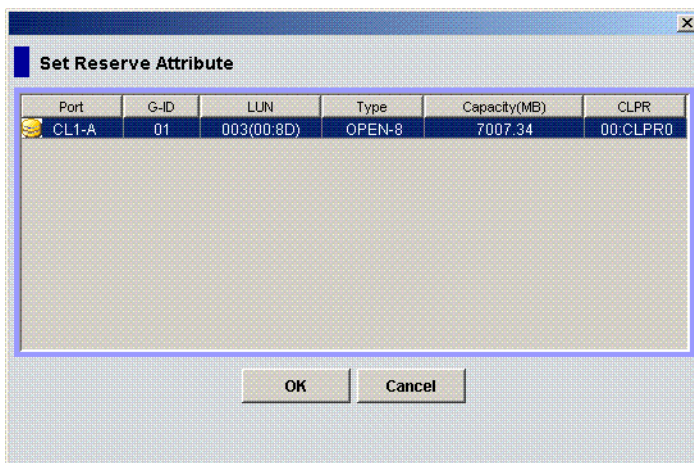 Set Reserve Attribute
Port G-ID LUN Type Capacity(MB) CLPR
CL1-A 01 003(00:8D) OPEN-8 7007.34 00:CLPR0
OK Cancel